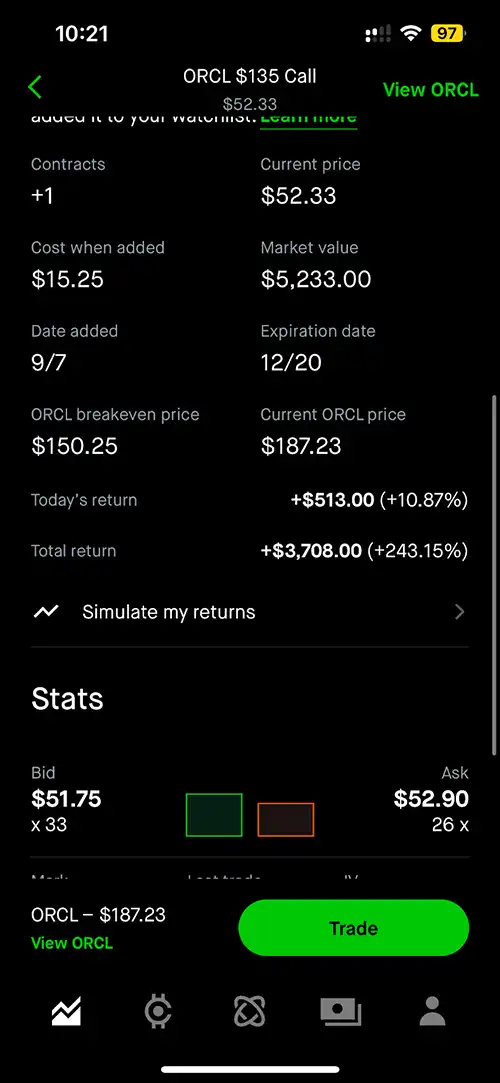 10:21
97
ORCL $135 Call
$52.33
View ORCL
added it to your watchlist. Learn more
Contracts
Current price
+1
$52.33
Cost when added
Market value
$15.25
$5,233.00
Date added
Expiration date
9/7
12/20
ORCL breakeven price
Current ORCL price
$150.25
$187.23
Today's return
+$513.00 (+10.87%)
Total return
+$3,708.00 (+243.15%)
Simulate my returns
Stats
Bid
Ask
$51.75
$52.90
x 33
26 x
Mark
Last trade
IV
ORCL – $187.23
View ORCL
Trade